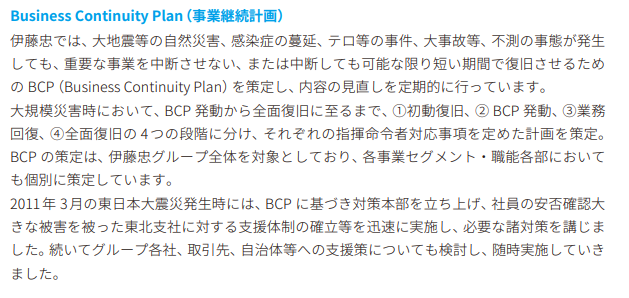 Business Continuity Plan（事業継続計画）
伊藤忠では、大地震等の自然災害、感染症の蔓延、テロ等の事件、大事故等、不測の事態が発生
しても、重要な事業を中断させない、または中断しても可能な限り短い期間で復旧させるため
の BCP（Business Continuity Plan）を策定し、内容の見直しを定期的に行っています。
大規模災害時において、BCP 発動から全面復旧に至るまで、①初動復旧、② BCP 発動、③業務
回復、④全面復旧の 4つの段階に分け、それぞれの指揮命令者対応事項を定めた計画を策定。
BCP の策定は、伊藤忠グループ全体を対象としており、各事業セグメント・職能各部において
も個別に策定しています。
2011年 3月の東日本大震災発生時には、BCP に基づき対策本部を立ち上げ、社員の安否確認大
きな被害を被った東北支社に対する支援体制の確立等を迅速に実施し、必要な諸対策を講じま
した。続いてグループ各社、取引先、自治体等への支援策についても検討し、随時実施していき
ました。